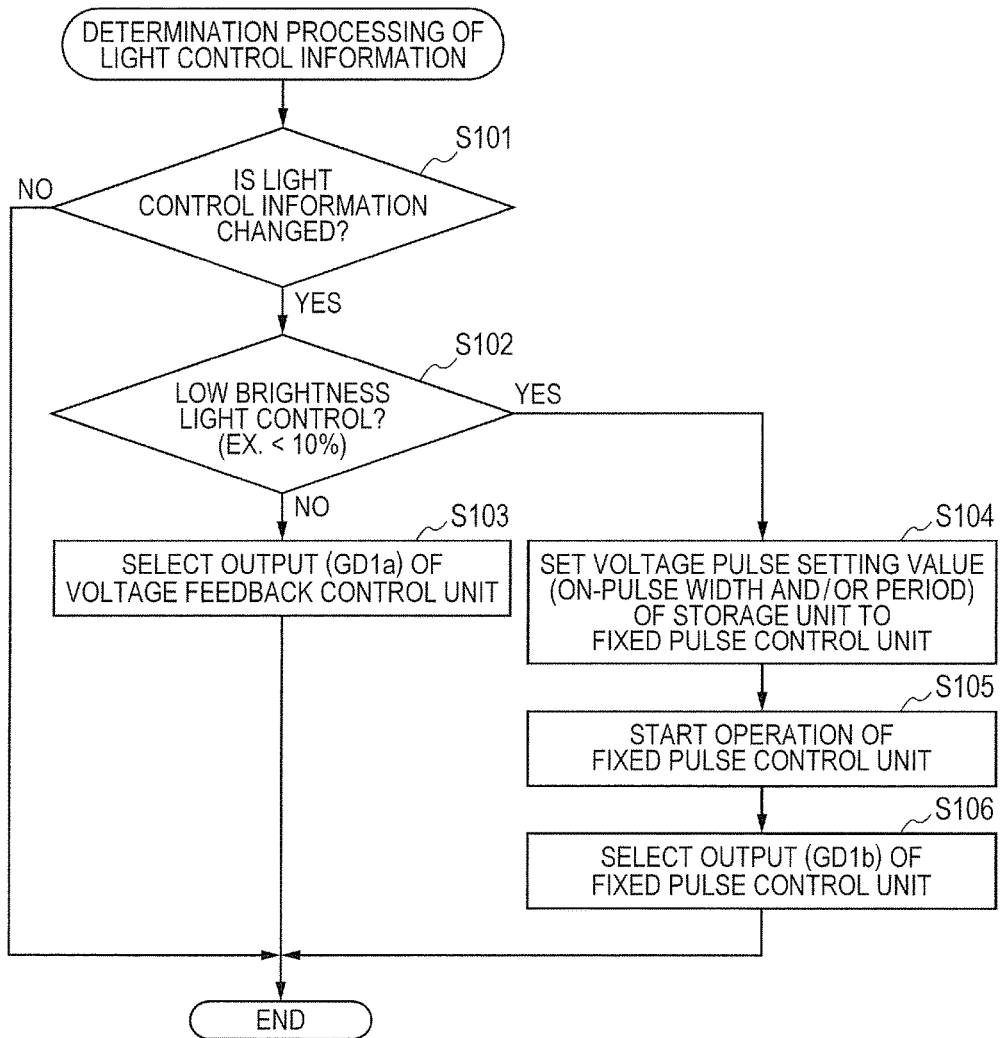 DETERMINATION PROCESSING OF
LIGHT CONTROL INFORMATION
S101
IS LIGHT
CONTROL INFORMATION
CHANGED?
NO
YES
S102
LOW BRIGHTNESS
LIGHT CONTROL?
(EX. < 10%)
YES
NO
S103
SELECT OUTPUT (GD1a) OF
VOLTAGE FEEDBACK CONTROL UNIT
S104
SET VOLTAGE PULSE SETTING VALUE
(ON-PULSE WIDTH AND/OR PERIOD)
OF STORAGE UNIT TO
FIXED PULSE CONTROL UNIT
S105
START OPERATION OF
FIXED PULSE CONTROL UNIT
S106
SELECT OUTPUT (GD1b) OF
FIXED PULSE CONTROL UNIT
END